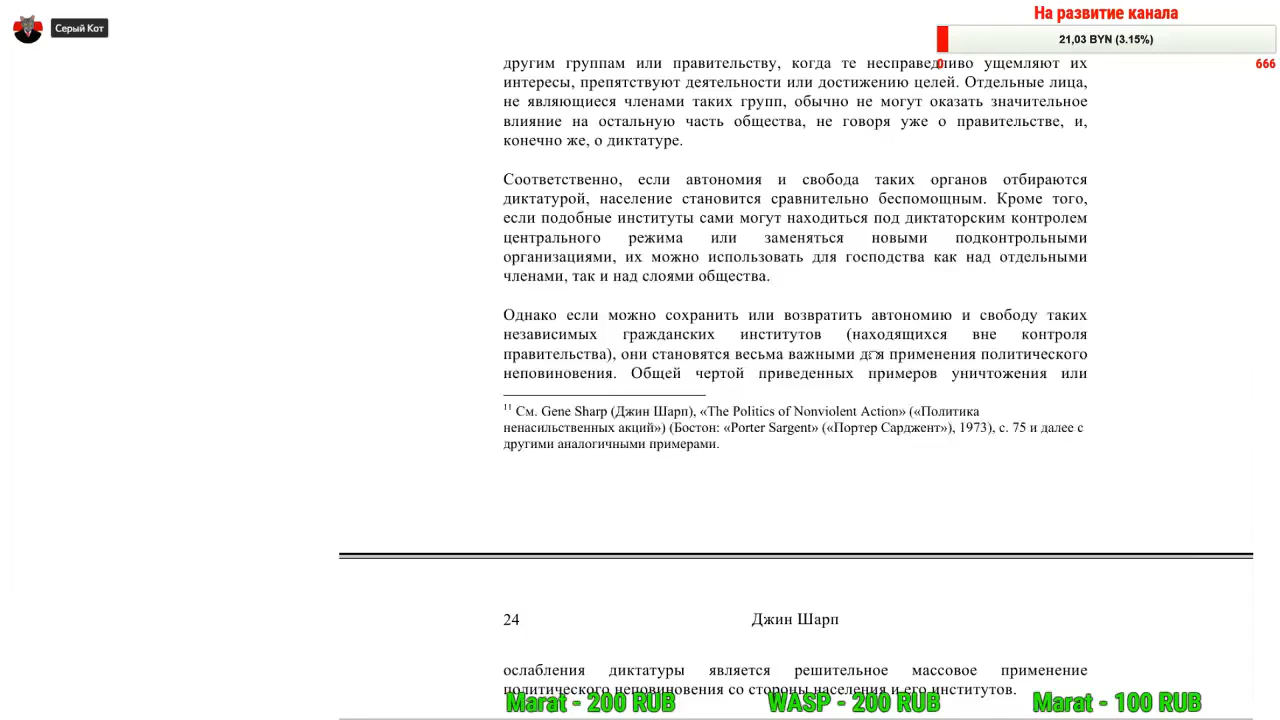 Серый Кот
На развитие канала
21,03 BYN (3.15%)
0
666
другим группам или правительству, когда те несправедливо ущемляют их
интересы, препятствуют деятельности или достижению целей. Отдельные лица,
не являющиеся членами таких групп, обычно не могут оказать значительное
влияние на остальную часть общества, не говоря уже о правительстве, и,
конечно же, о диктатуре.
Соответственно, если автономия и свобода таких органов отбираются
диктатурой, население становится сравнительно беспомощным. Кроме того,
если подобные институты сами могут находиться под диктаторским контролем
центрального режима или заменяться новыми подконтрольными
организациями, их можно использовать для господства как над отдельными
членами, так и над слоями общества.
Однако если можно сохранить или возвратить автономию и свободу таких
независимых гражданских институтов (находящихся вне контроля
правительства), они становятся весьма важными для применения политического
неповиновения. Общей чертой приведенных примеров уничтожения или
11 См. Gene Sharp (Джин Шарп), «The Politics of Nonviolent Action» («Политика
ненасильственных акций») (Бостон: «Porter Sargent» («Портер Сарджент»), 1973), с. 75 и далее с
другими аналогичными примерами.
24 Джин Шарп
ослабления диктатуры является решительное массовое применение
политического неповиновения со стороны населения и его институтов.
Marat - 200 RUB WASP - 200 RUB Marat - 100 RUB